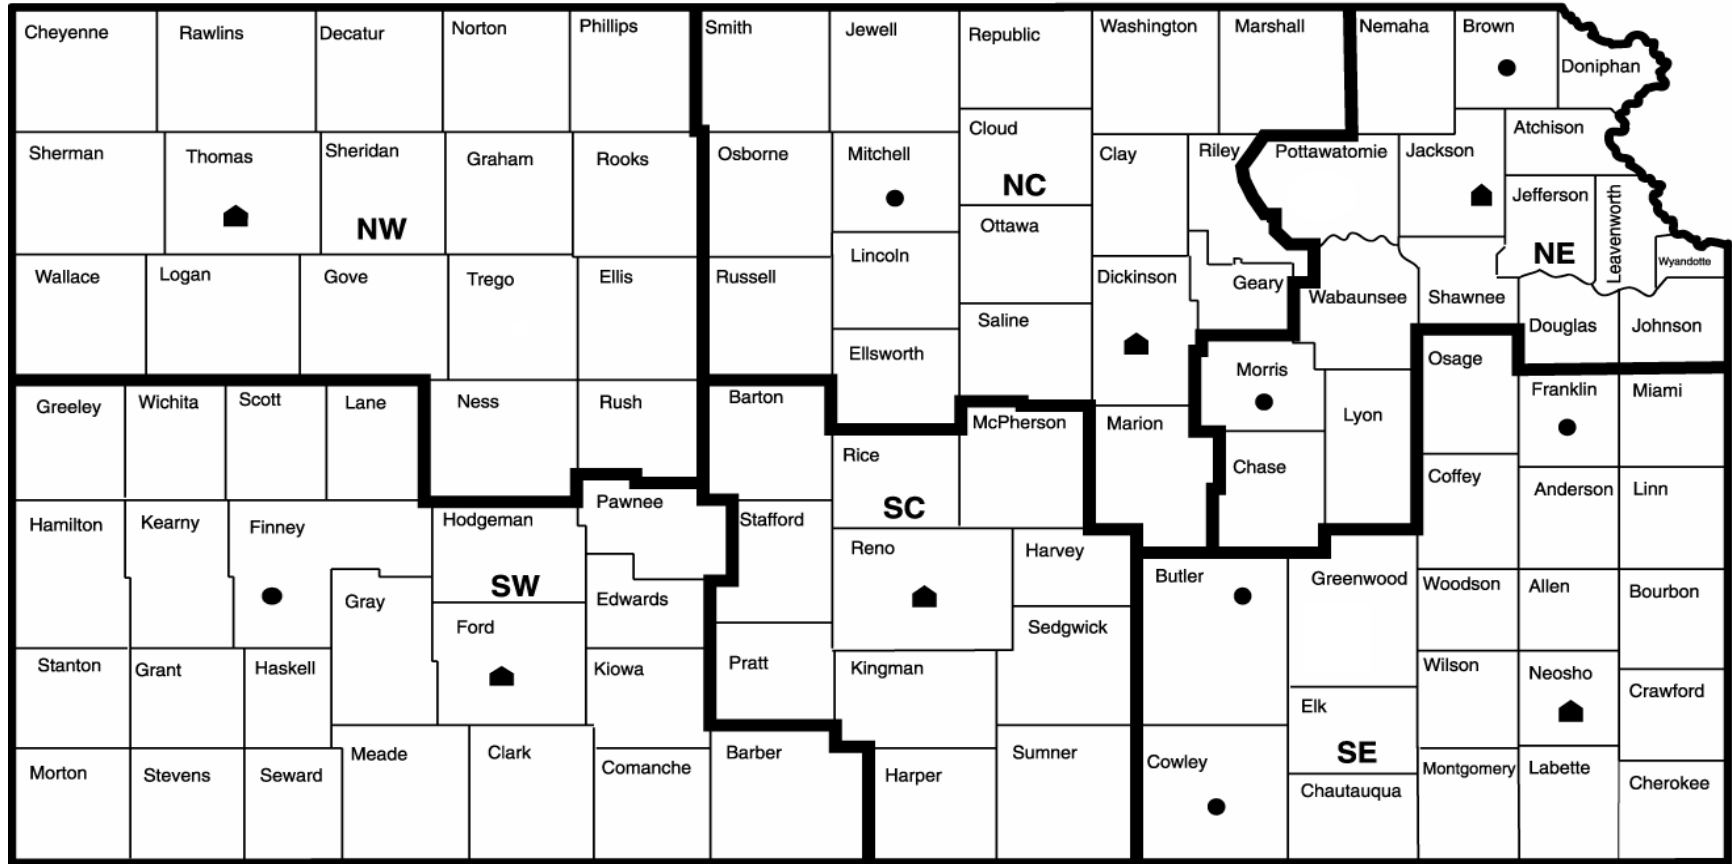 Cheyenne
Rawlins
Decatur
Norton
Phillips
Smith
Jewell
Republic
Washington
Marshall
Nemaha
Brown
Doniphan
Sherman
Thomas
Sheridan
Graham
Rooks
Osborne
Mitchell
Cloud
Clay
Riley
Pottawatomie
Jackson
Atchison
NW
NC
Jefferson
Leavenworth
NE
Wyandotte
Ottawa
Wallace
Logan
Gove
Trego
Ellis
Russell
Lincoln
Dickinson
Geary
Wabaunsee
Shawnee
Douglas
Johnson
Saline
Ellsworth
Morris
Osage
Greeley
Wichita
Scott
Lane
Ness
Rush
Barton
McPherson
Marion
Lyon
Franklin
Miami
Rice
Chase
Coffey
Anderson
Linn
Hamilton
Kearny
Finney
Hodgeman
Pawnee
Stafford
SC
Reno
Harvey
SW
Gray
Edwards
Butler
Greenwood
Woodson
Allen
Bourbon
Ford
Sedgwick
Stanton
Grant
Haskell
Kiowa
Pratt
Kingman
Wilson
Neosho
Crawford
Elk
SE
Morton
Stevens
Seward
Meade
Clark
Comanche
Barber
Harper
Sumner
Cowley
Chautauqua
Montgomery
Labette
Cherokee